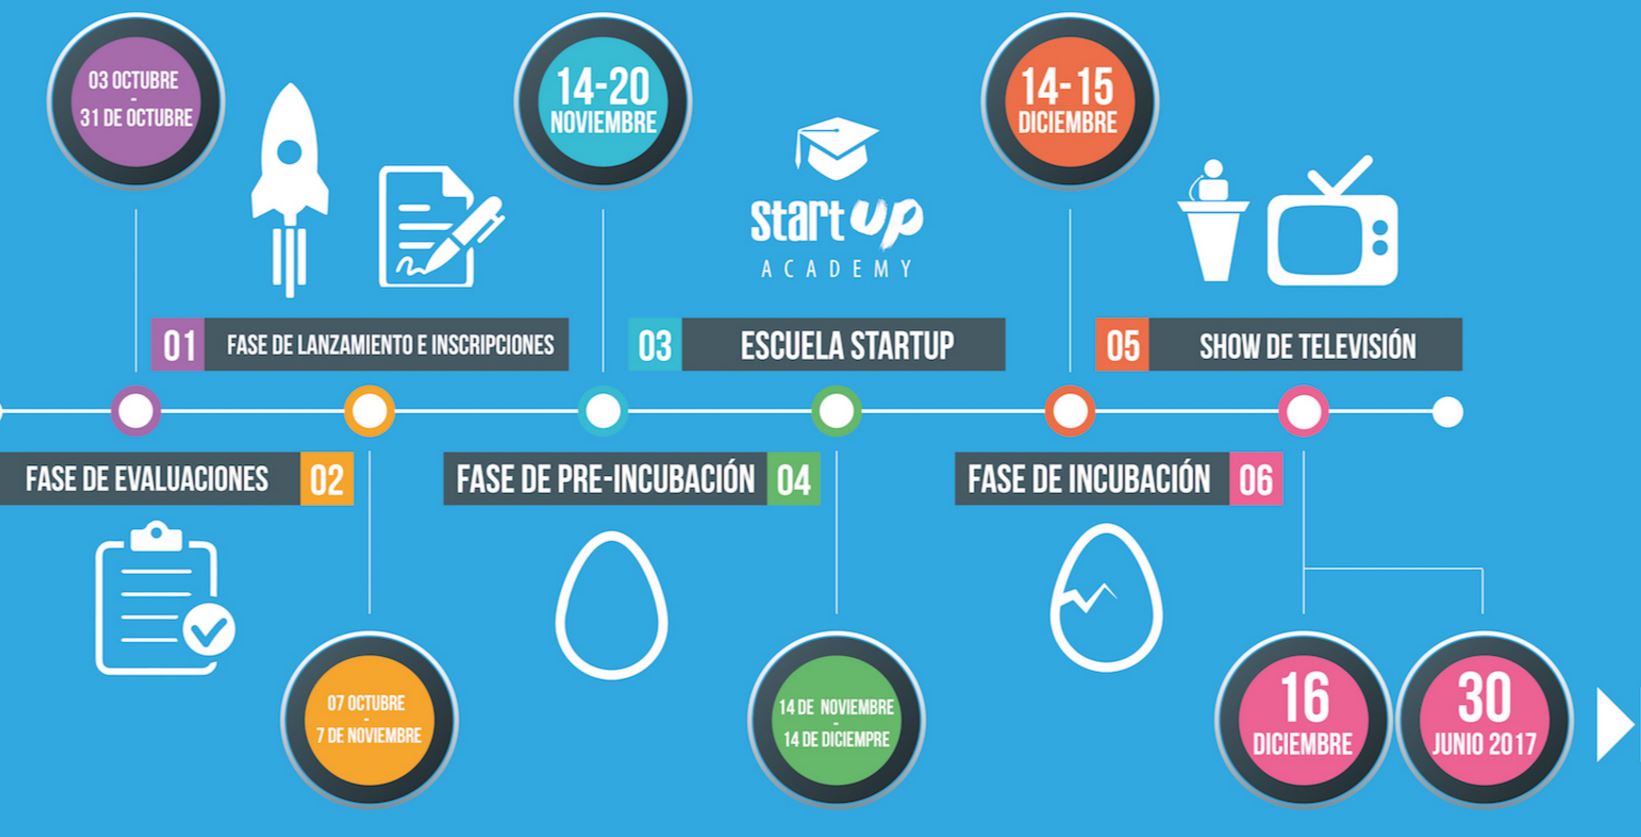 03 OCTUBRE
-
31 DE OCTUBRE
14-20
NOVIEMBRE
14-15
DICIEMBRE
startup
ACADEMY
01 FASE DE LANZAMIENTO E INSCRIPCIONES
03 ESCUELA STARTUP
05 SHOW DE TELEVISIÓN
FASE DE EVALUACIONES 02
FASE DE PRE-INCUBACIÓN 04
FASE DE INCUBACIÓN 06
07 OCTUBRE
-
7 DE NOVIEMBRE
14 DE NOVIEMBRE
-
14 DE DICIEMPRE
16
DICIEMBRE
30
JUNIO 2017